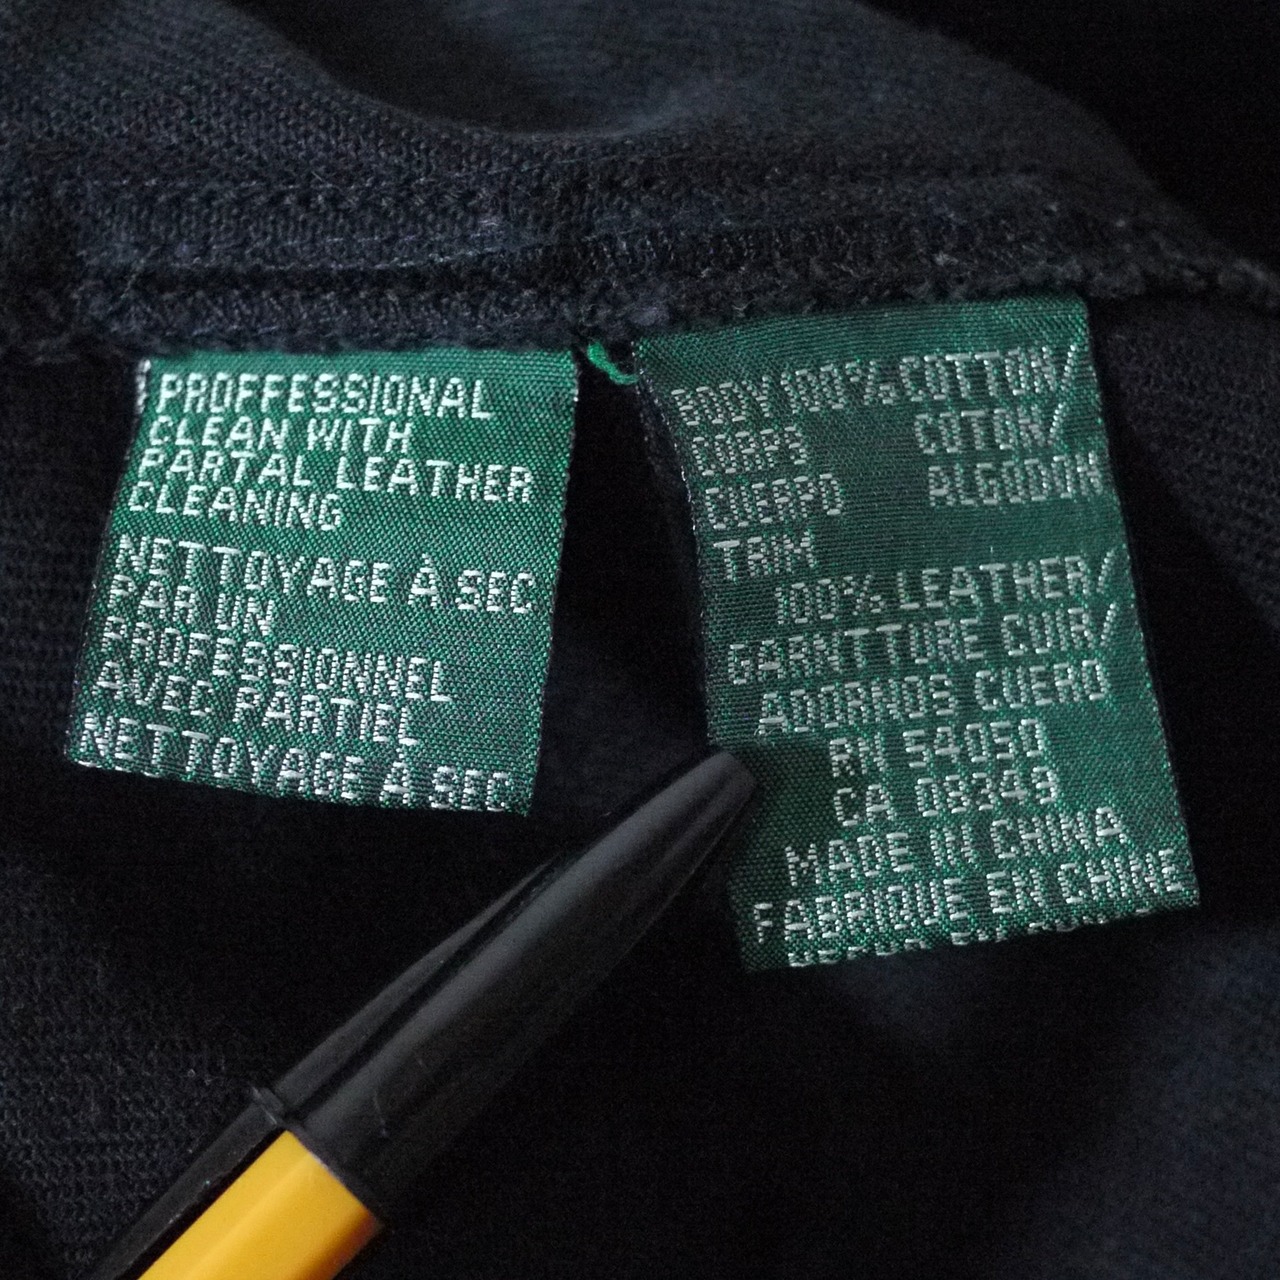 PROFFESSIONAL
CLEAN WITH
PARTAL LEATHER
CLEANING
NETTOYAGE À SEC
PAR UN
PROFESSIONNEL
AVEC PARTIEL
NETTOYAGE À SEC
BODY 100% COTTON/
CORPS COTON/
CUERPO ALGODON
TRIM
100% LEATHER/
GARNTTURE CUIR/
ADORNOS CUERO
RN 54050
CA 08349
MADE IN CHINA
FABRIQUE EN CHINE